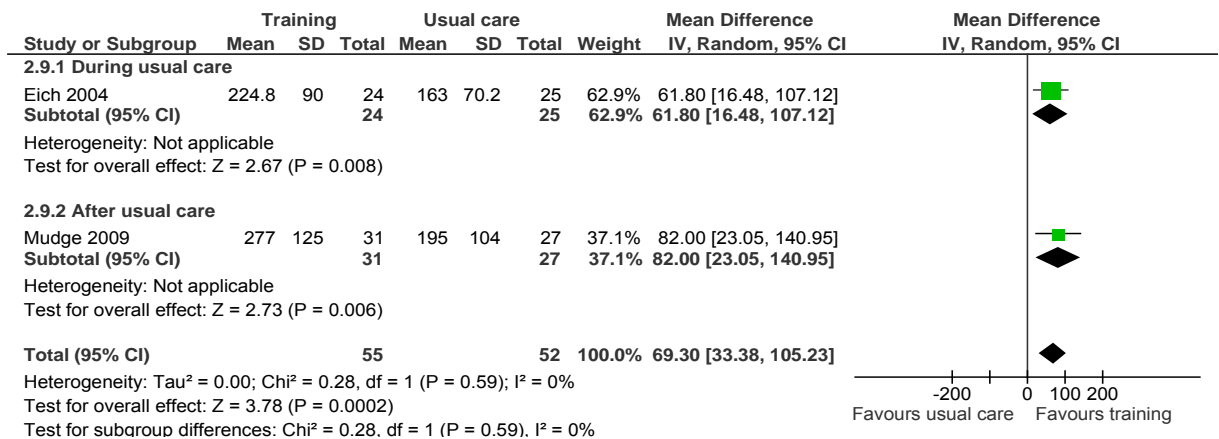 Training Usual care Mean Difference Mean Difference
Study or Subgroup Mean SD Total Mean SD Total Weight IV, Random, 95% CI IV, Random, 95% CI
2.9.1 During usual care
Eich 2004 224.8 90 24 163 70.2 25 62.9% 61.80 [16.48, 107.12]
Subtotal (95% CI) 24 25 62.9% 61.80 [16.48, 107.12]
Heterogeneity: Not applicable
Test for overall effect: Z = 2.67 (P = 0.008)
2.9.2 After usual care
Mudge 2009 277 125 31 195 104 27 37.1% 82.00 [23.05, 140.95]
Subtotal (95% CI) 31 27 37.1% 82.00 [23.05, 140.95]
Heterogeneity: Not applicable
Test for overall effect: Z = 2.73 (P = 0.006)
Total (95% CI) 55 52 100.0% 69.30 [33.38, 105.23]
Heterogeneity: Tau² = 0.00; Chi² = 0.28, df = 1 (P = 0.59); I² = 0%
Test for overall effect: Z = 3.78 (P = 0.0002)
Test for subgroup differences: Chi² = 0.28, df = 1 (P = 0.59), I² = 0%
-200 0 100 200
Favours usual care Favours training